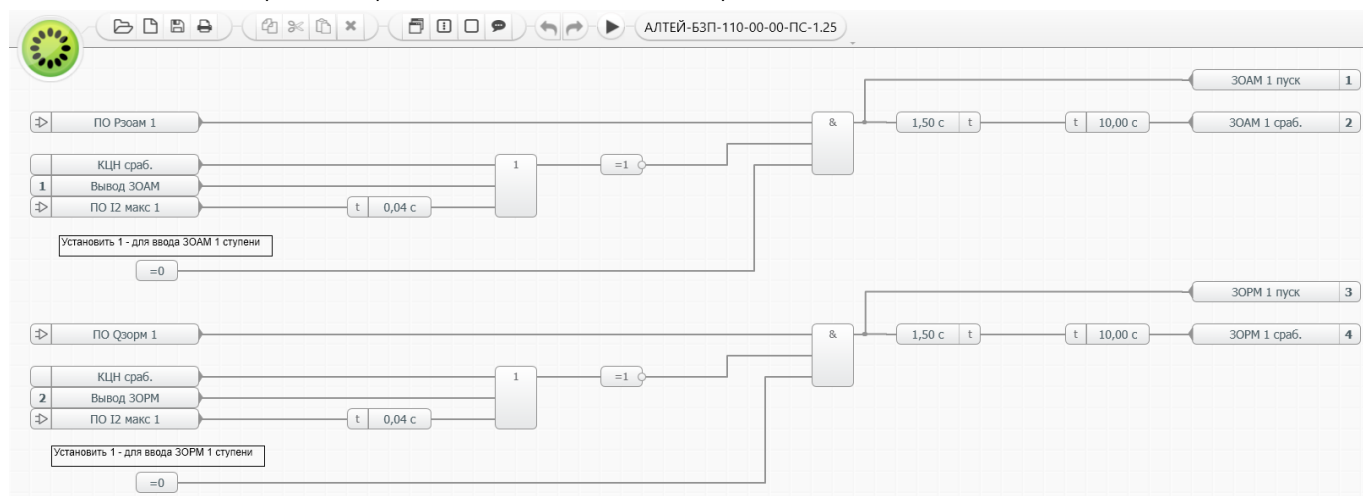 АЛТЕЙ-БЗП-110-00-00-ПС-1.25
ЗОАМ 1 пуск 1
ПО Рзоам 1 & 1,50 с t t 10,00 с ЗОАМ 1 сраб. 2
КЦН сраб. 1 =1
1 Вывод ЗОАМ
ПО I2 макс 1 t 0,04 с
Установить 1 - для ввода ЗОАМ 1 ступени
=0
ЗОРМ 1 пуск 3
ПО Qзорм 1 & 1,50 с t t 10,00 с ЗОРМ 1 сраб. 4
КЦН сраб. 1 =1
2 Вывод ЗОРМ
ПО I2 макс 1 t 0,04 с
Установить 1 - для ввода ЗОРМ 1 ступени
=0